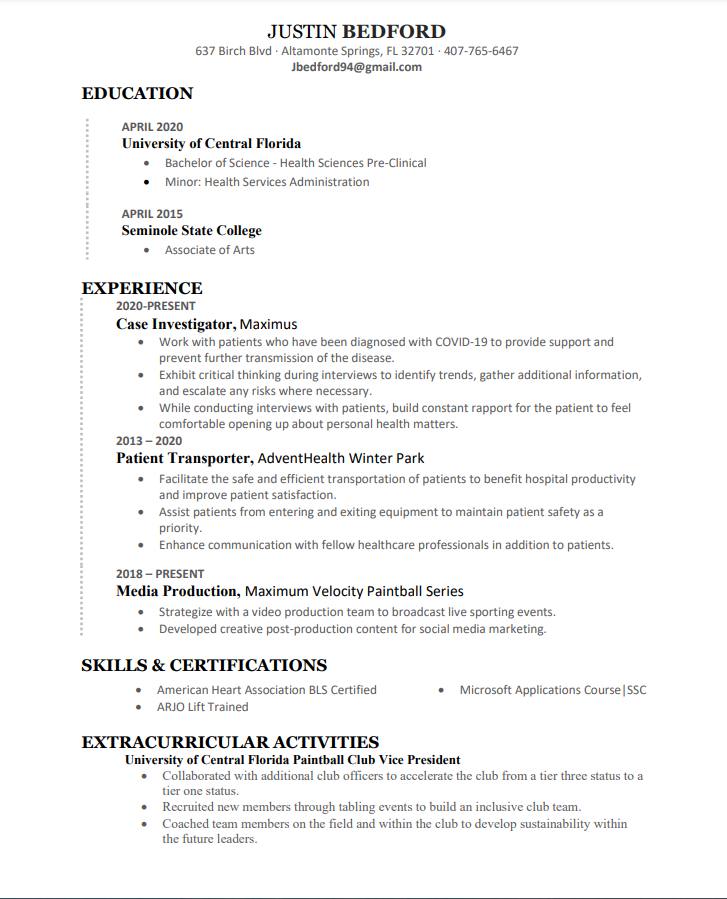 JUSTIN BEDFORD
637 Birch Blvd · Altamonte Springs, FL 32701 · 407-765-6467
Jbedford94@gmail.com
EDUCATION
APRIL 2020
University of Central Florida
• Bachelor of Science - Health Sciences Pre-Clinical
• Minor: Health Services Administration
APRIL 2015
Seminole State College
• Associate of Arts
EXPERIENCE
2020-PRESENT
Case Investigator, Maximus
• Work with patients who have been diagnosed with COVID-19 to provide support and
prevent further transmission of the disease.
• Exhibit critical thinking during interviews to identify trends, gather additional information,
and escalate any risks where necessary.
• While conducting interviews with patients, build constant rapport for the patient to feel
comfortable opening up about personal health matters.
2013 – 2020
Patient Transporter, AdventHealth Winter Park
• Facilitate the safe and efficient transportation of patients to benefit hospital productivity
and improve patient satisfaction.
• Assist patients from entering and exiting equipment to maintain patient safety as a
priority.
• Enhance communication with fellow healthcare professionals in addition to patients.
2018 – PRESENT
Media Production, Maximum Velocity Paintball Series
• Strategize with a video production team to broadcast live sporting events.
• Developed creative post-production content for social media marketing.
SKILLS & CERTIFICATIONS
• American Heart Association BLS Certified
• ARJO Lift Trained
• Microsoft Applications Course|SSC
EXTRACURRICULAR ACTIVITIES
University of Central Florida Paintball Club Vice President
• Collaborated with additional club officers to accelerate the club from a tier three status to a
tier one status.
• Recruited new members through tabling events to build an inclusive club team.
• Coached team members on the field and within the club to develop sustainability within
the future leaders.